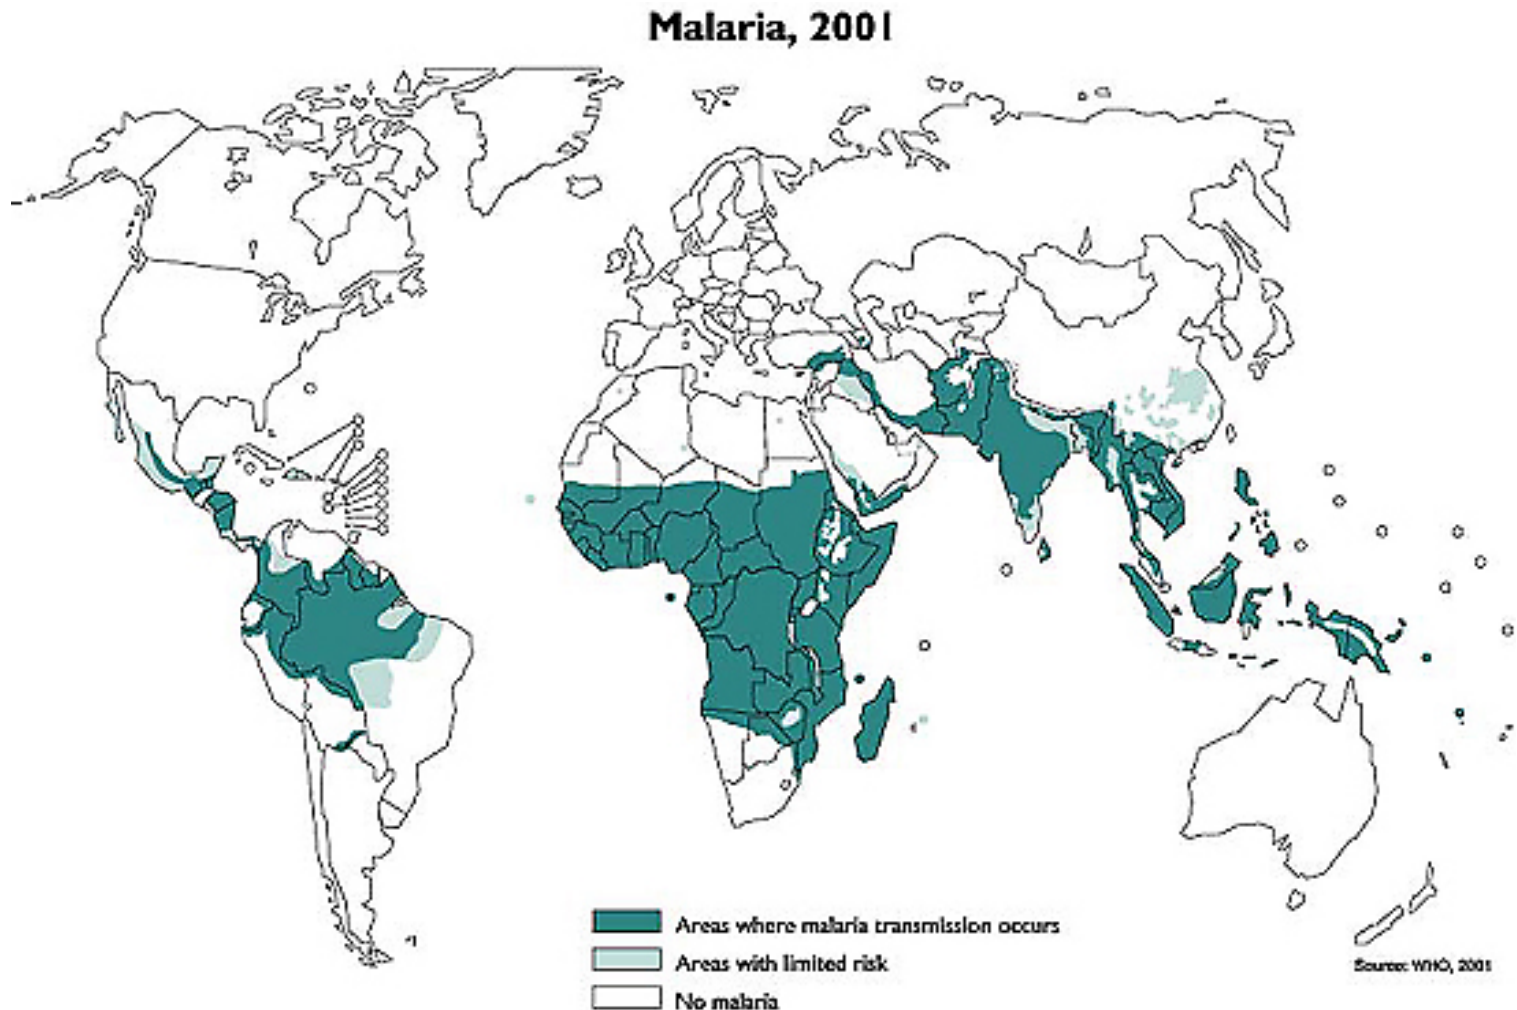 Malaria, 2001
Areas where malaria transmission occurs
Areas with limited risk
No malaria
Source: WHO, 2001